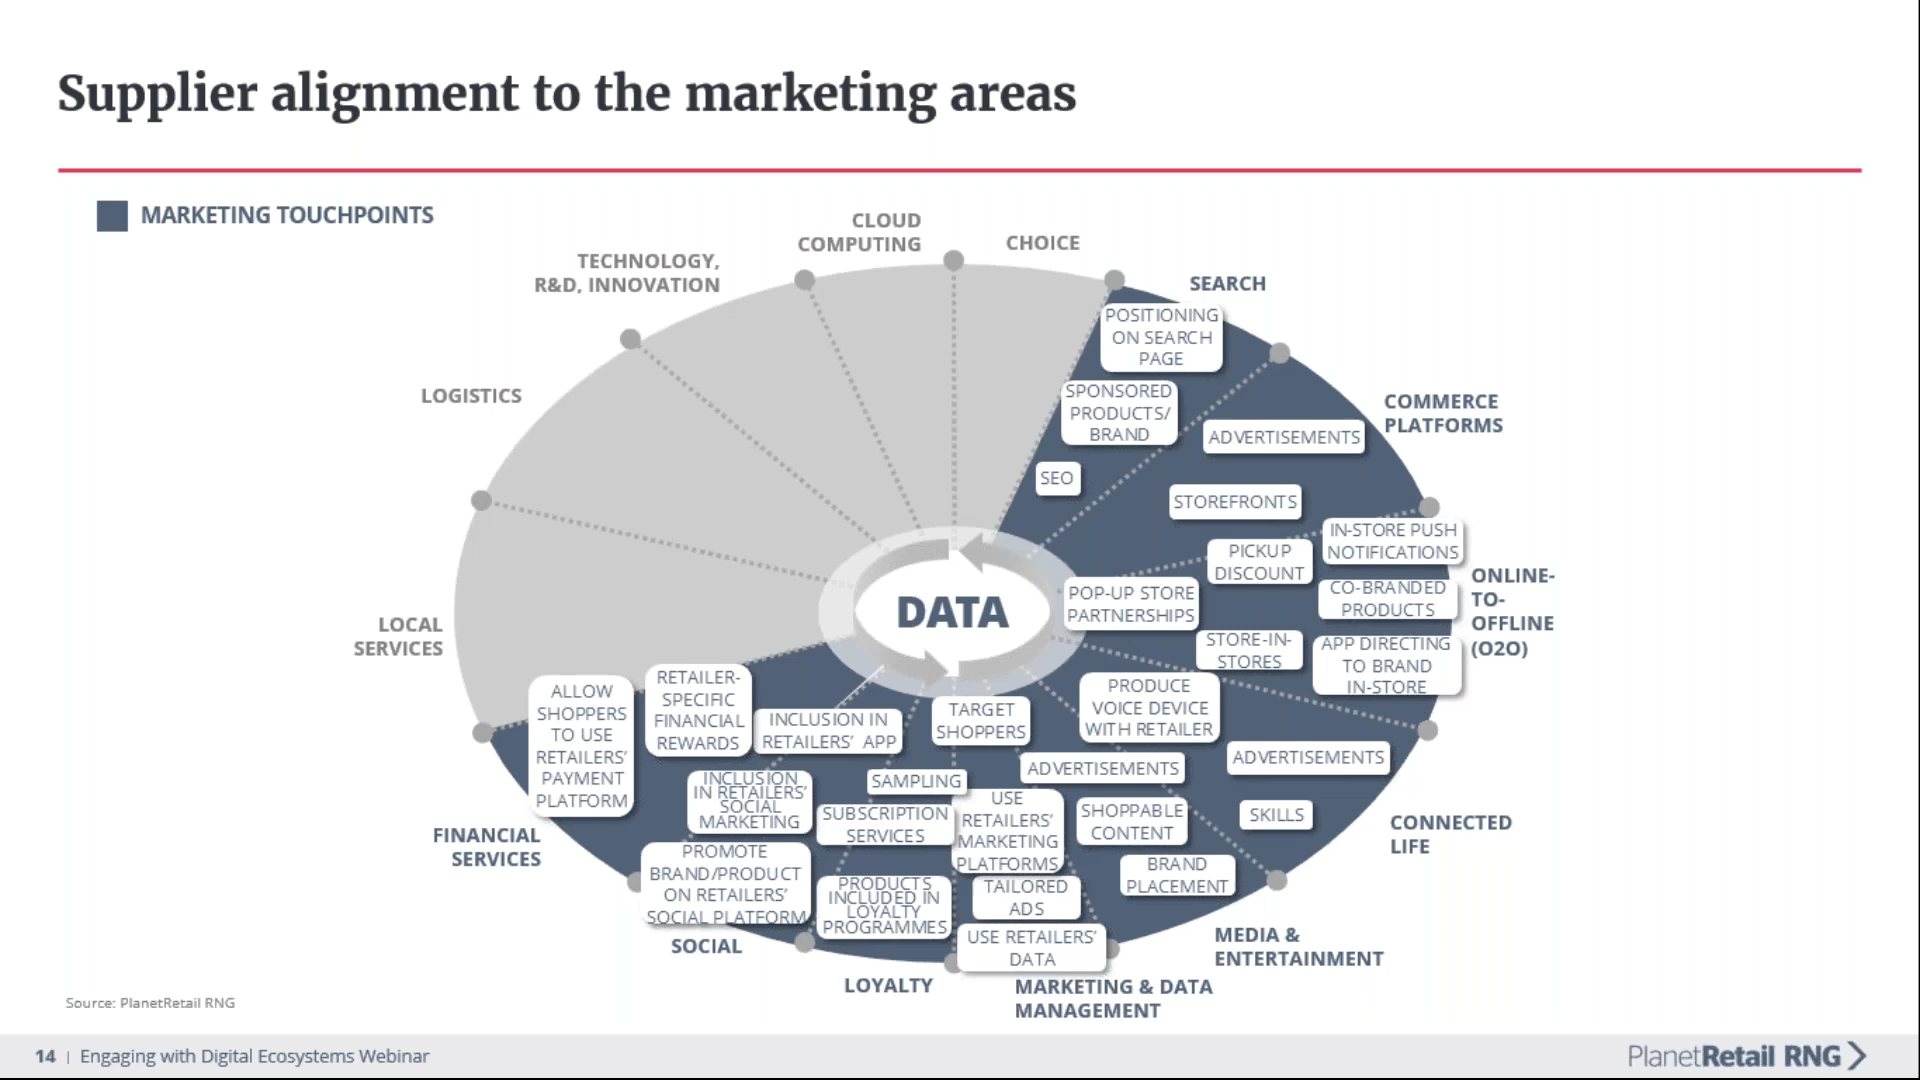 Supplier alignment to the marketing areas
MARKETING TOUCHPOINTS
CLOUD
COMPUTING
CHOICE
TECHNOLOGY,
R&D, INNOVATION
LOGISTICS
LOCAL
SERVICES
DATA
SEARCH
POSITIONING
ON SEARCH
PAGE
SPONSORED
PRODUCTS/
BRAND
SEO
COMMERCE
PLATFORMS
ADVERTISEMENTS
STOREFRONTS
ONLINE-
TO-
OFFLINE
(O2O)
IN-STORE PUSH
NOTIFICATIONS
PICKUP
DISCOUNT
CO-BRANDED
PRODUCTS
POP-UP STORE
PARTNERSHIPS
STORE-IN-
STORES
APP DIRECTING
TO BRAND
IN-STORE
CONNECTED
LIFE
PRODUCE
VOICE DEVICE
WITH RETAILER
ADVERTISEMENTS
SKILLS
MEDIA &
ENTERTAINMENT
ADVERTISEMENTS
SHOPPABLE
CONTENT
BRAND
PLACEMENT
MARKETING & DATA
MANAGEMENT
TARGET
SHOPPERS
USE
RETAILERS’
MARKETING
PLATFORMS
TAILORED
ADS
USE RETAILERS’
DATA
LOYALTY
SAMPLING
SUBSCRIPTION
SERVICES
PRODUCTS
INCLUDED IN
LOYALTY
PROGRAMMES
SOCIAL
INCLUSION IN
RETAILERS’ APP
INCLUSION
IN RETAILERS’
SOCIAL
MARKETING
PROMOTE
BRAND/PRODUCT
ON RETAILERS’
SOCIAL PLATFORM
FINANCIAL
SERVICES
RETAILER-
SPECIFIC
FINANCIAL
REWARDS
ALLOW
SHOPPERS
TO USE
RETAILERS’
PAYMENT
PLATFORM
Source: PlanetRetail RNG
14 | Engaging with Digital Ecosystems Webinar
PlanetRetail RNG